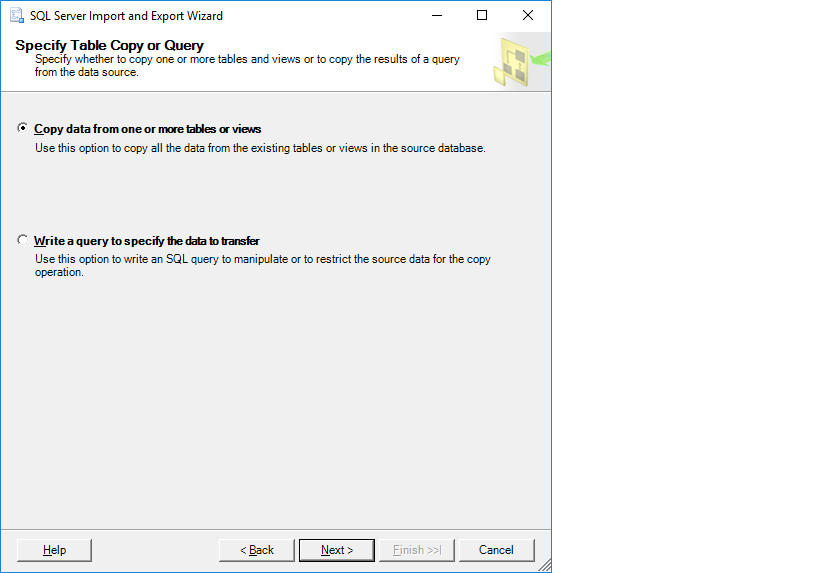 SQL Server Import and Export Wizard
Specify Table Copy or Query
Specify whether to copy one or more tables and views or to copy the results of a query
from the data source.
Copy data from one or more tables or views
Use this option to copy all the data from the existing tables or views in the source database.
Write a query to specify the data to transfer
Use this option to write an SQL query to manipulate or to restrict the source data for the copy
operation.
Help
< Back
Next >
Finish >>|
Cancel